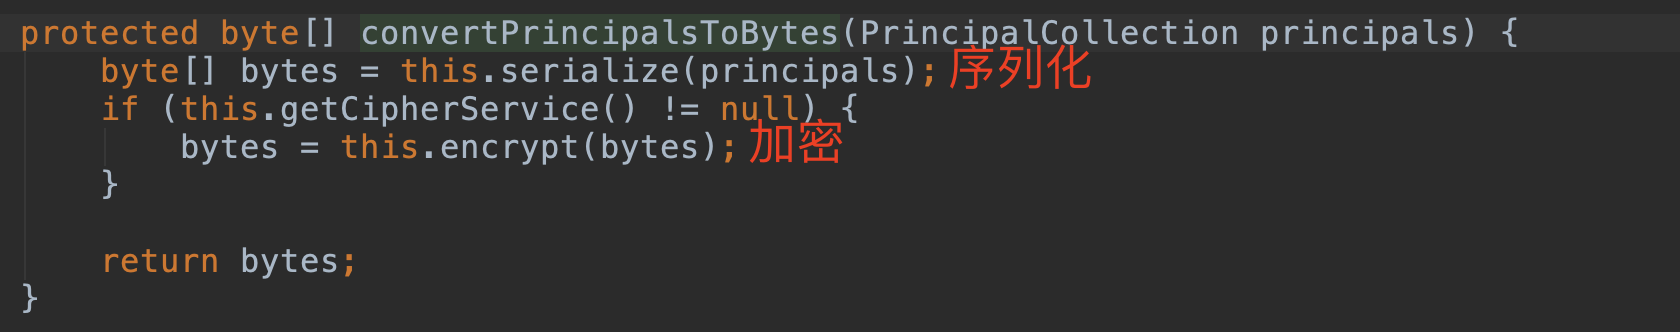 protected byte[] convertPrincipalsToBytes(PrincipalCollection principals) {
byte[] bytes = this.serialize(principals); 序列化
if (this.getCipherService() != null) {
bytes = this.encrypt(bytes); 加密
}
return bytes;
}